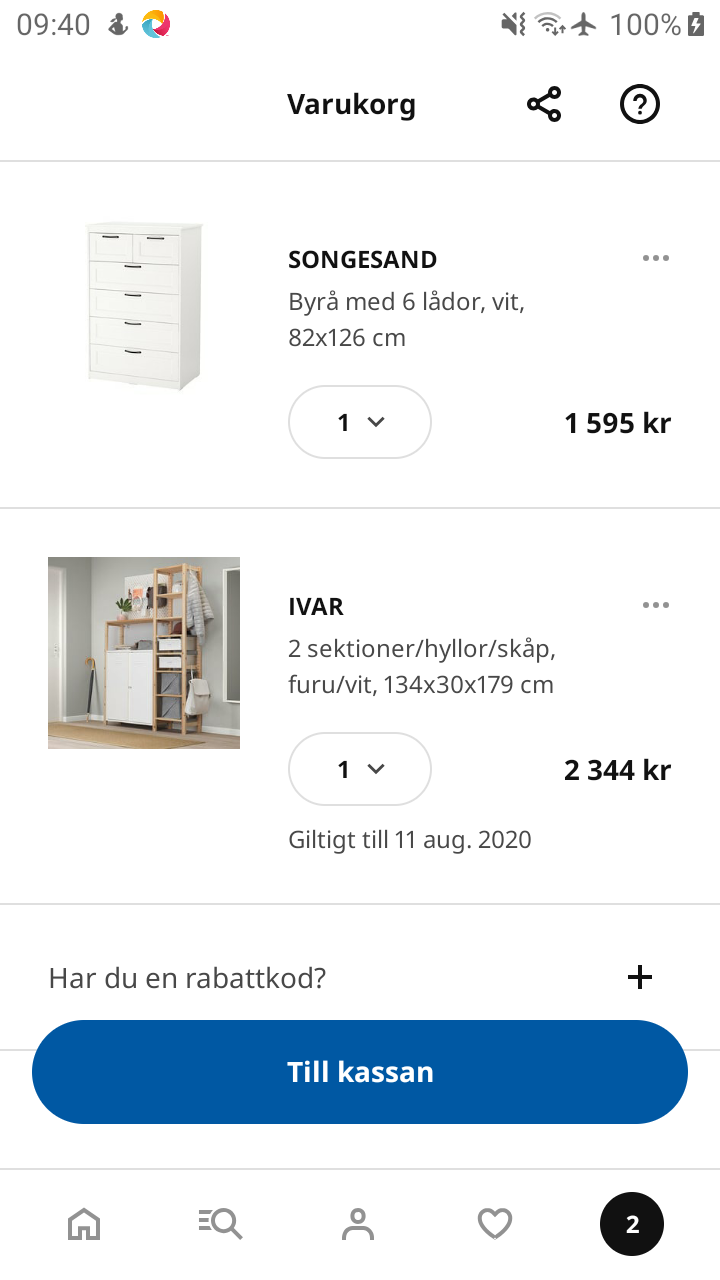 09:40
100%
Varukorg
SONGESAND
Byrå med 6 lådor, vit,
82x126 cm
1
1 595 kr
IVAR
2 sektioner/hyllor/skåp,
furu/vit, 134x30x179 cm
1
2 344 kr
Giltigt till 11 aug. 2020
Har du en rabattkod?
Till kassan
2